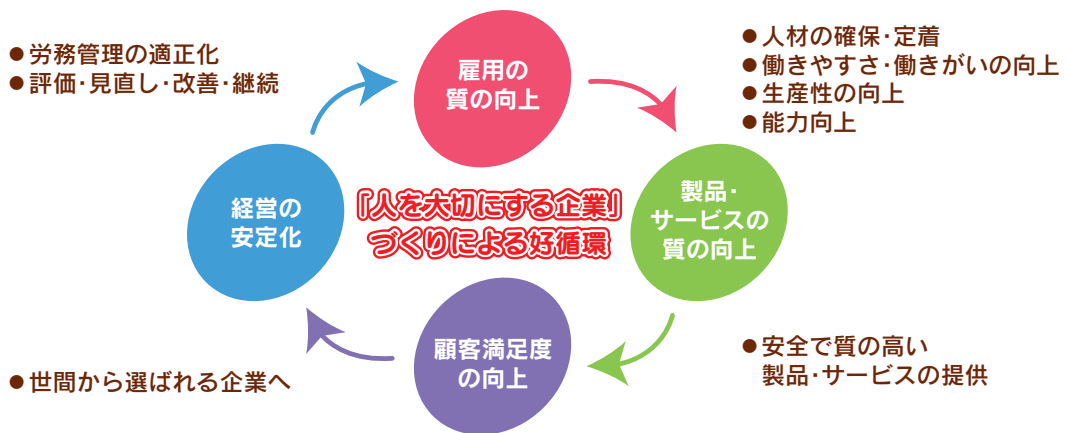 ●労務管理の適正化
●評価・見直し・改善・継続
雇用の
質の向上
●人材の確保・定着
●働きやすさ・働きがいの向上
●生産性の向上
●能力向上
経営の
安定化
「人を大切にする企業」
づくりによる好循環
製品・
サービスの
質の向上
●世間から選ばれる企業へ
顧客満足度
の向上
●安全で質の高い
製品・サービスの提供